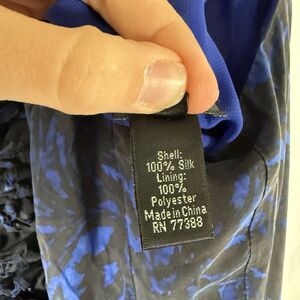 Shell:
100% Silk
Lining:
100%
Polyester
Made in China
RN 77388